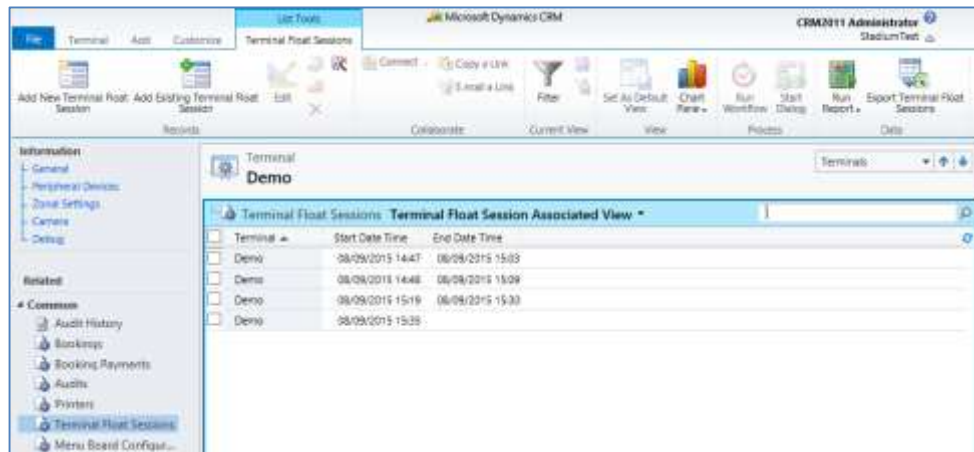 List Tools
Microsoft Dynamics CRM
CRM2011 Administrator
StadiumTest
File Terminal Add Customize Terminal Float Sessions
Add New Terminal Float Session
Add Existing Terminal Float Session
Edit
Connect
Copy a Link
E-mail a Link
Filter
Set As Default View
Chart Pane
Run Workflow
Start Dialog
Run Report
Export Terminal Float Sessions
Records Collaborate Current View View Process Data
Information
General
Peripheral Devices
Zonal Settings
Camera
Debug
Related
Common
Audit History
Bookings
Booking Payments
Audits
Printers
Terminal Float Sessions
Menu Board Configur...
Terminal
Demo
Terminals
Terminal Float Sessions Terminal Float Session Associated View
Terminal Start Date Time End Date Time
Demo 08/09/2015 14:47 08/09/2015 15:03
Demo 08/09/2015 14:48 08/09/2015 15:09
Demo 08/09/2015 15:19 08/09/2015 15:33
Demo 08/09/2015 15:35